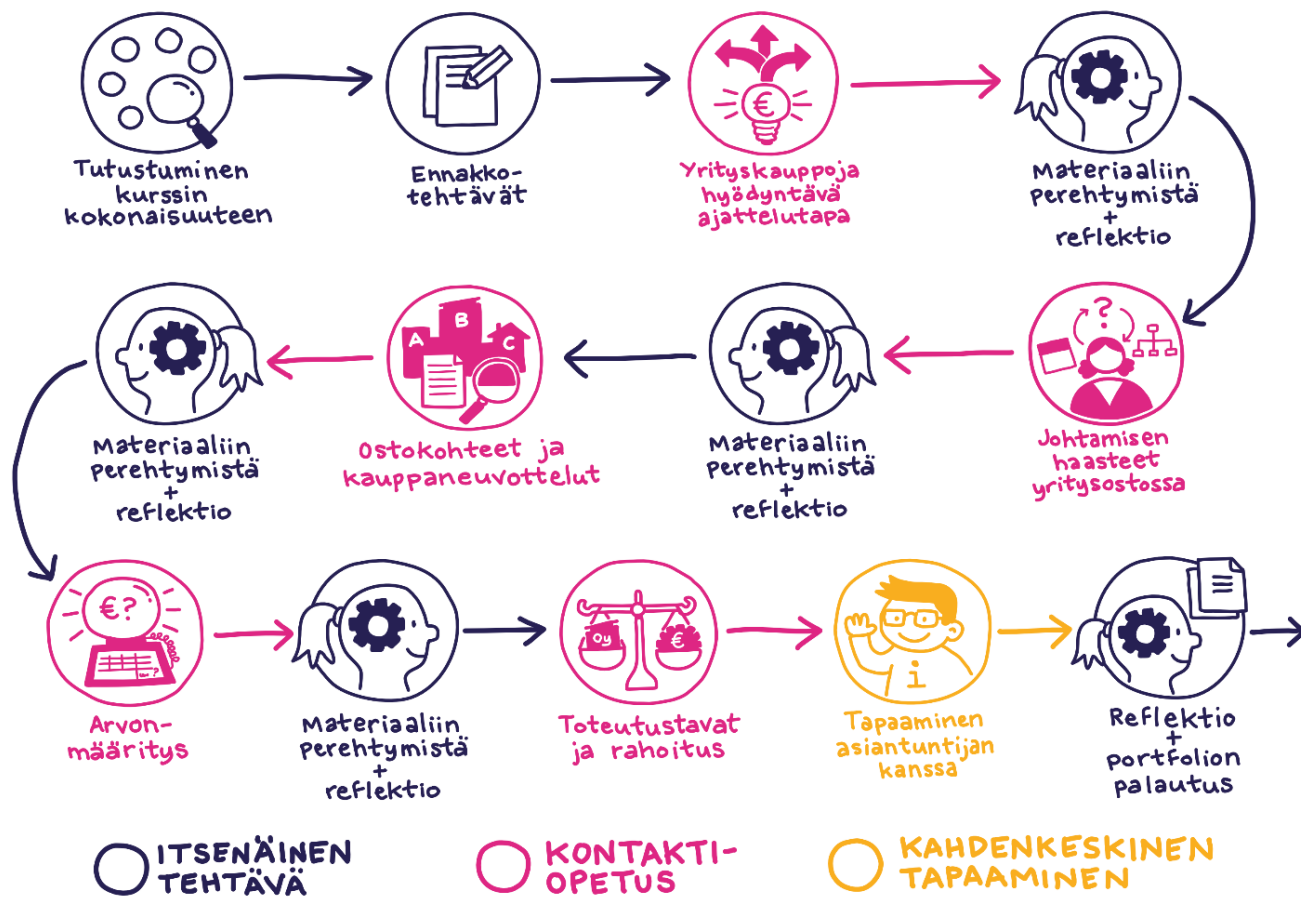 €
Tutustuminen
kurssin
kokonaisuuteen
Ennakko-
tehtävät
Yrityskauppoja
hyödyntävä
ajattelutapa
Materiaaliin
perehtymistä
+
reflektio
?
Johtamisen
haasteet
yritysostossa
Materiaaliin
perehtymistä
+
reflektio
A
B
C
Ostokohteet ja
kauppaneuvottelut
Materiaaliin
perehtymistä
+
reflektio
€?
Arvon-
määritys
Materiaaliin
perehtymistä
+
reflektio
Oy
€
Toteutustavat
ja rahoitus
i
Tapaaminen
asiantuntijan
kanssa
Reflektio
+
portfolion
palautus
ITSENÄINEN
TEHTÄVÄ
KONTAKTI-
OPETUS
KAHDENKESKINEN
TAPAAMINEN